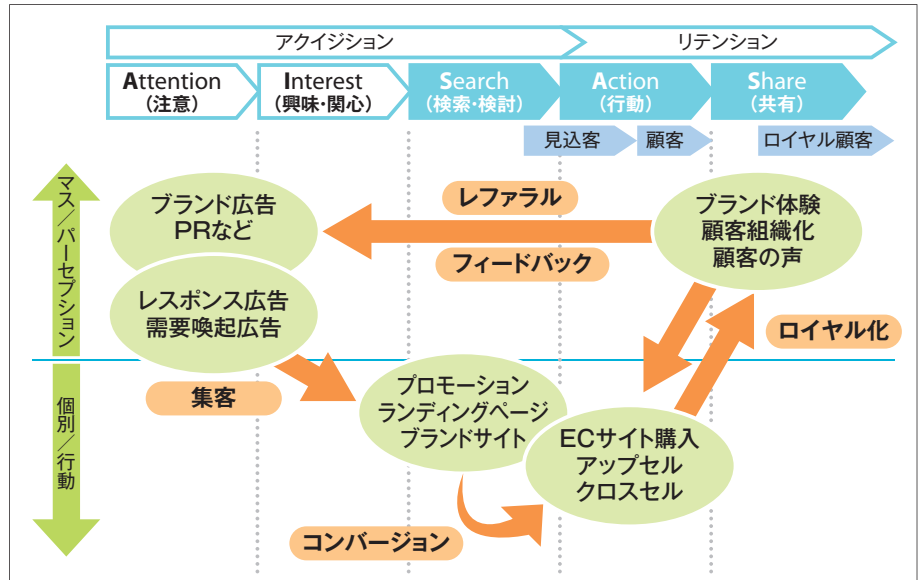 アクイジション
リテンション
Attention
(注意)
Interest
(興味・関心)
Search
(検索・検討)
Action
(行動)
Share
(共有)
見込客
顧客
ロイヤル顧客
マス/パーセプション
ブランド広告
PRなど
レファラル
フィードバック
ブランド体験
顧客組織化
顧客の声
レスポンス広告
需要喚起広告
ロイヤル化
個別/行動
集客
プロモーション
ランディングページ
ブランドサイト
ECサイト購入
アップセル
クロスセル
コンバージョン